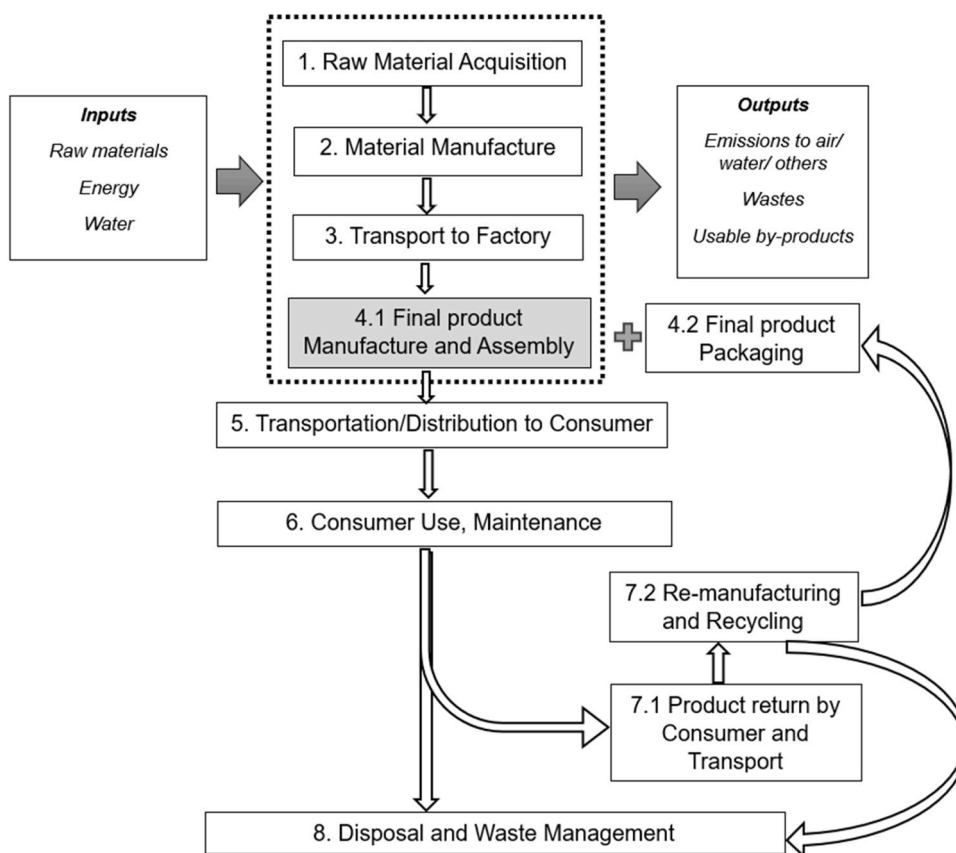 1. Raw Material Acquisition
Inputs
Raw materials
Energy
Water
2. Material Manufacture
3. Transport to Factory
4.1 Final product
Manufacture and Assembly
Outputs
Emissions to air/
water/ others
Wastes
Usable by-products
4.2 Final product
Packaging
5. Transportation/Distribution to Consumer
6. Consumer Use, Maintenance
7.2 Re-manufacturing
and Recycling
7.1 Product return by
Consumer and
Transport
8. Disposal and Waste Management